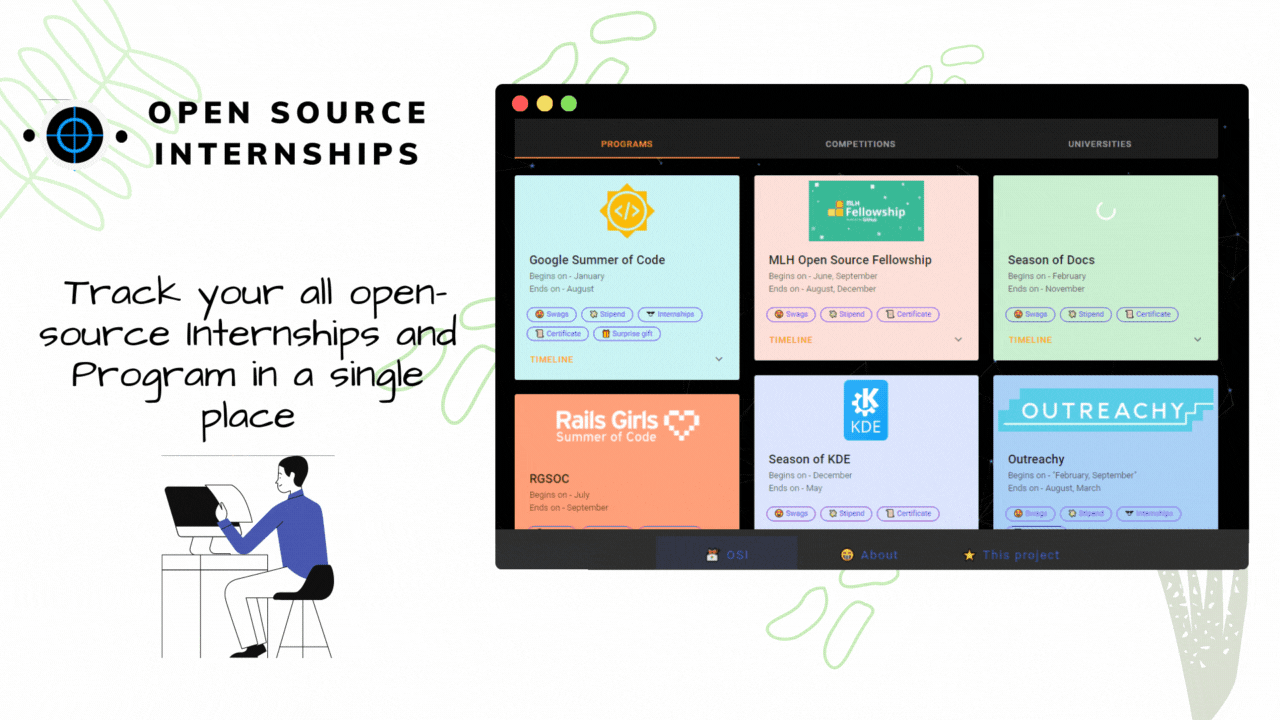 OPEN SOURCE
INTERNSHIPS
Track your all open-
source Internships and
Program in a single
place
PROGRAMS
COMPETITIONS
UNIVERSITIES
</>
Google Summer of Code
Begins on - January
Ends on - August
Swags
Stipend
Internships
Certificate
Surprise gift
TIMELINE
MLH
Fellowship
MLH Open Source Fellowship
Begins on - June, September
Ends on - August, December
Swags
Stipend
Certificate
TIMELINE
Season of Docs
Begins on - February
Ends on - November
Swags
Stipend
Certificate
TIMELINE
Rails Girls
Summer of Code
RGSOC
Begins on - July
Ends on - September
KDE
Season of KDE
Begins on - December
Ends on - May
Swags
Stipend
Certificate
OUTREACHY
Outreachy
Begins on - "February, September"
Ends on - August, March
Swags
Stipend
Internships
OSI
About
This project